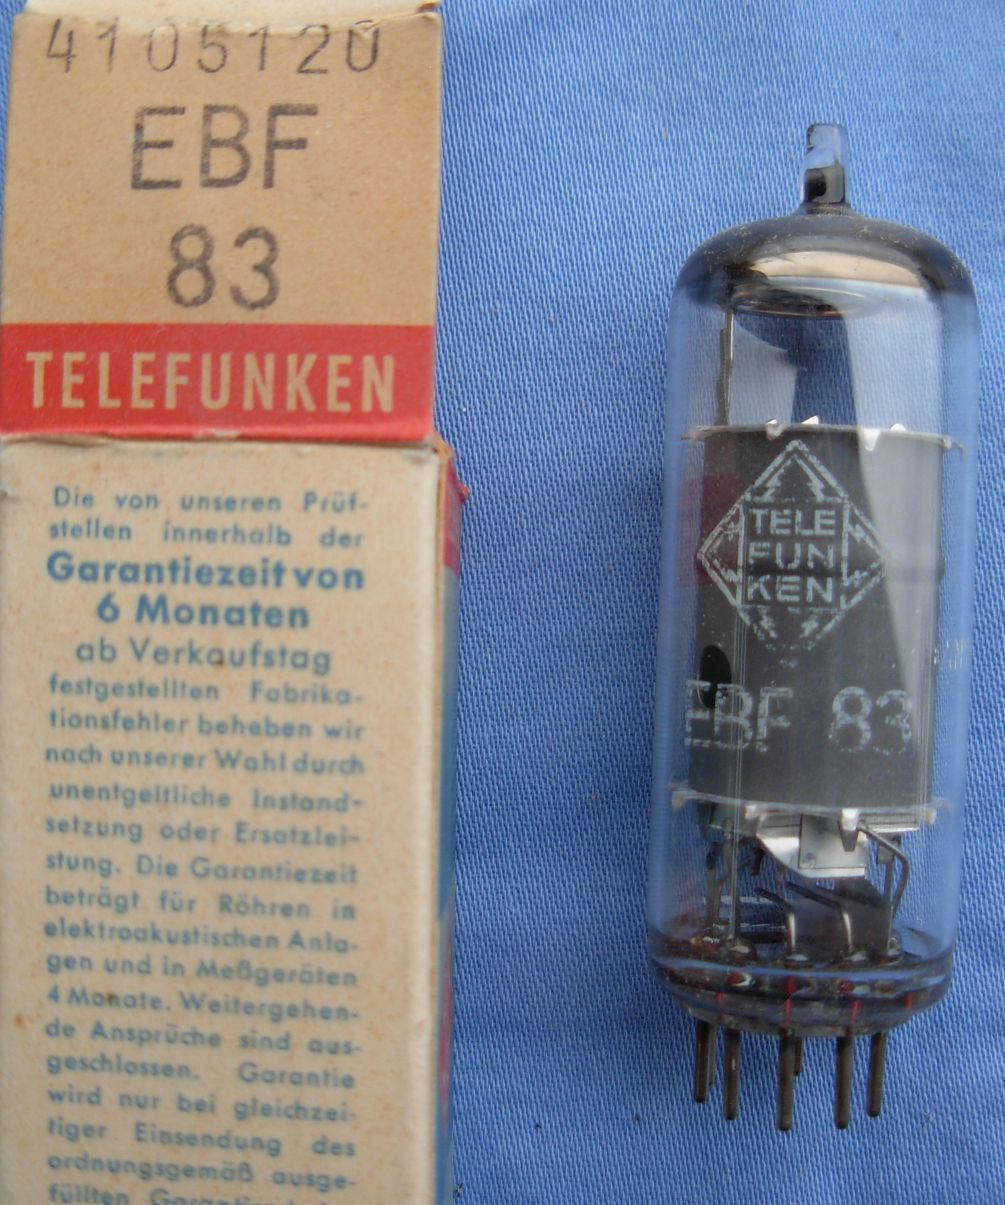 4105120
EBF
83
TELEFUNKEN
Die von unseren Prüf-
stellen innerhalb der
Garantiezeit von
6 Monaten
ab Verkaufstag
festgestellten Fabrika-
tionsfehler beheben wir
nach unserer Wahl durch
unentgeltliche Instand-
setzung oder Ersatzlei-
stung. Die Garantiezeit
beträgt für Röhren in
elektroakustischen Anla-
gen und in Meßgeräten
4 Monate. Weitergehen-
de Ansprüche sind aus-
geschlossen. Garantie
wird nur bei gleichzei-
tiger Einsendung des
ordnungsgemäß ausge-
füllten
TELE
FUN
KEN
EBF 83